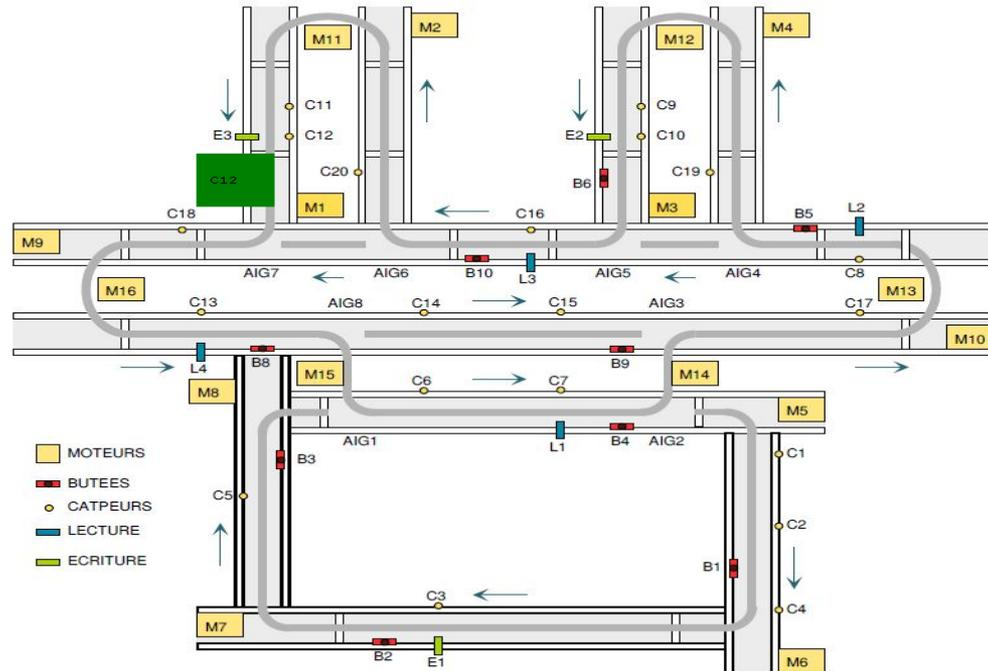 M11
M2
M12
M4
C11
C9
E3
C12
E2
C10
C12
C20
B6
C19
M1
M3
C18
C16
B5
L2
M9
AIG7
AIG6
B10
L3
AIG5
AIG4
C8
M16
M13
C13
AIG8
C14
C15
AIG3
C17
M10
L4
B8
B9
M8
M15
C6
C7
M14
M5
AIG1
L1
B4
AIG2
MOTEURS
BUTEES
CATPEURS
LECTURE
ECRITURE
B3
C1
C5
C2
B1
C3
C4
M7
B2
E1
M6